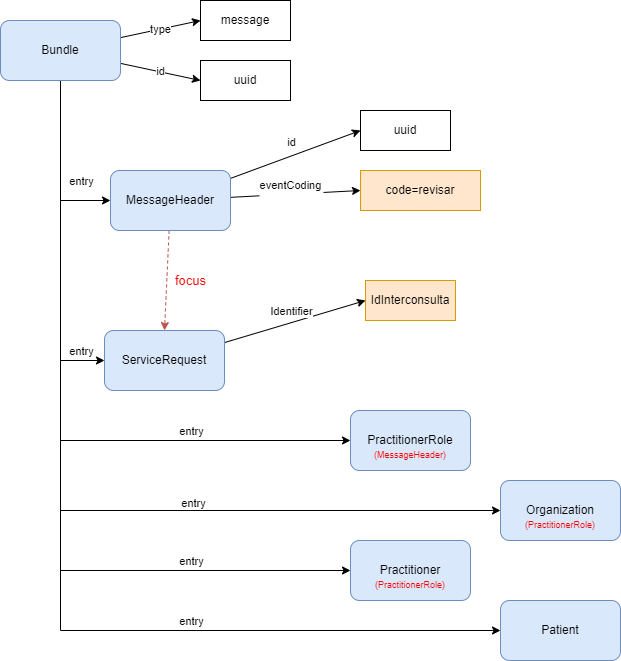 Bundle
type
message
id
uuid
id
uuid
entry
MessageHeader
eventCoding
code=revisar
focus
Identifier
IdInterconsulta
entry
ServiceRequest
entry
PractitionerRole
(MessageHeader)
entry
Organization
(PractitionerRole)
entry
Practitioner
(PractitionerRole)
entry
Patient